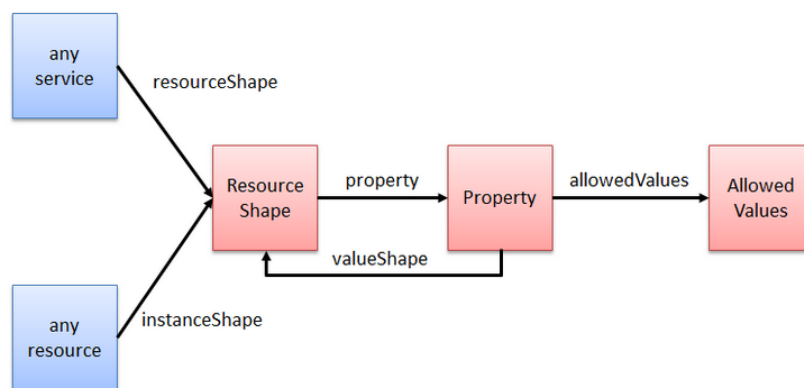 any
service
resourceShape
Resource
Shape
property
Property
allowedValues
Allowed
Values
valueShape
instanceShape
any
resource